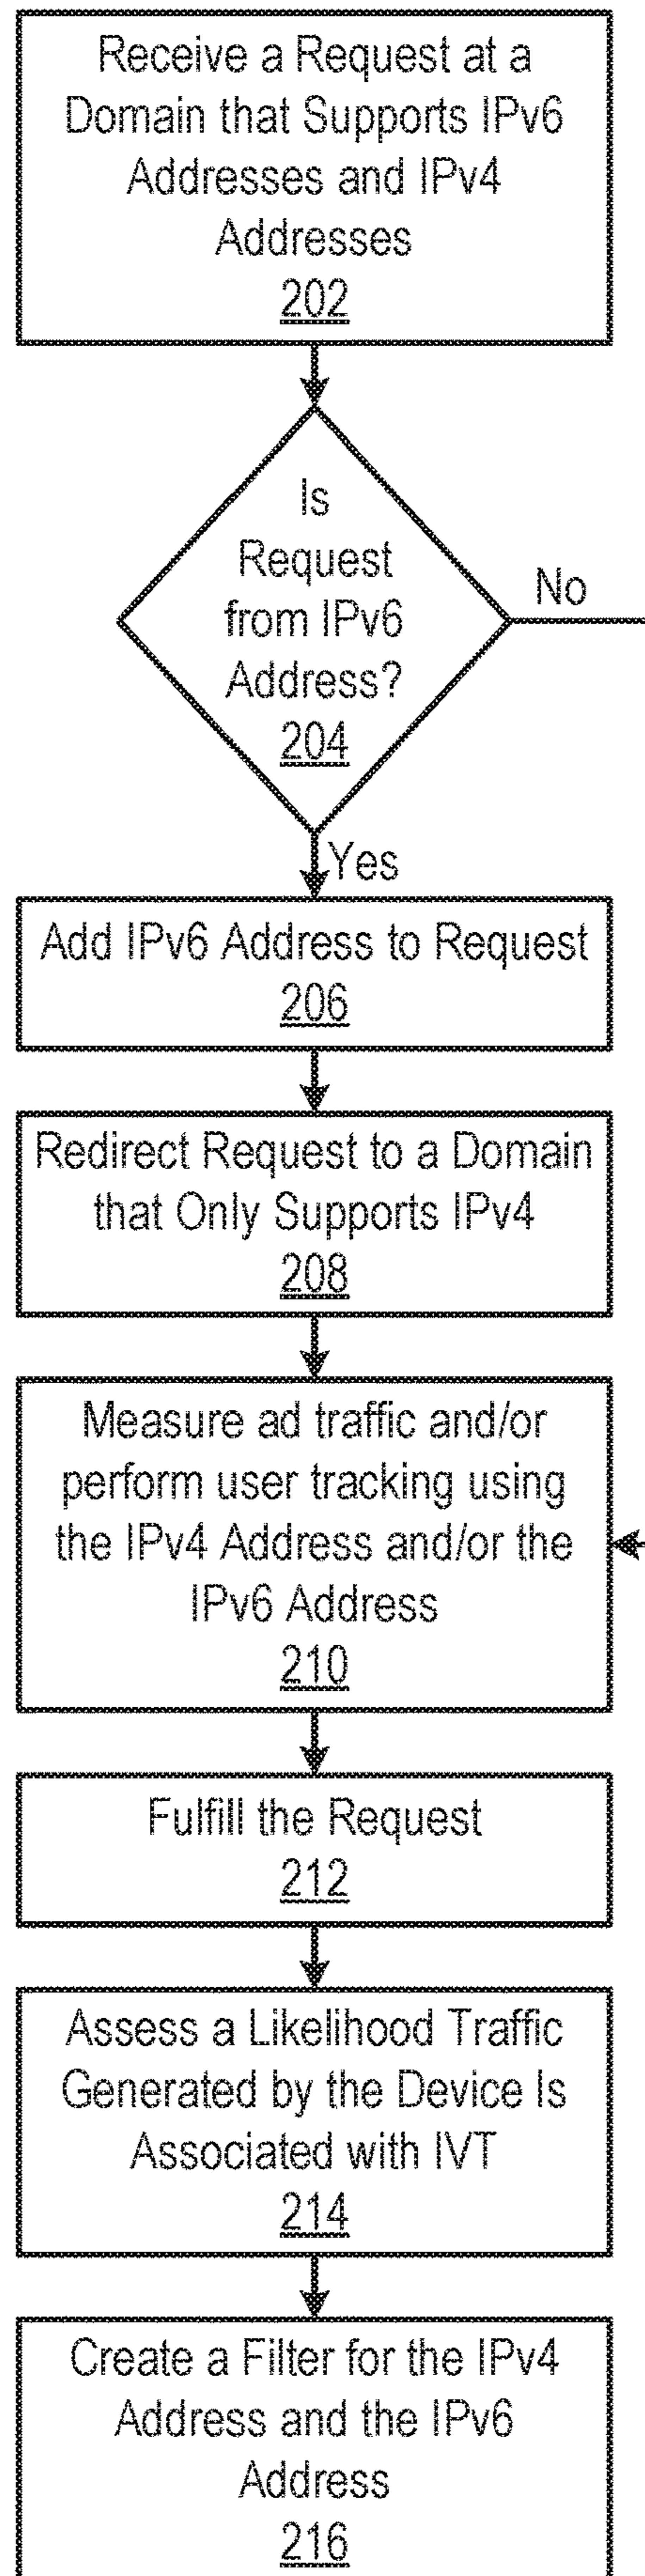 Receive a Request at a
Domain that Supports IPv6
Addresses and IPv4
Addresses
202
Is
Request
from IPv6
Address?
204
No
Yes
Add IPv6 Address to Request
206
Redirect Request to a Domain
that Only Supports IPv4
208
Measure ad traffic and/or
perform user tracking using
the IPv4 Address and/or the
IPv6 Address
210
Fulfill the Request
212
Assess a Likelihood Traffic
Generated by the Device Is
Associated with IVT
214
Create a Filter for the IPv4
Address and the IPv6
Address
216